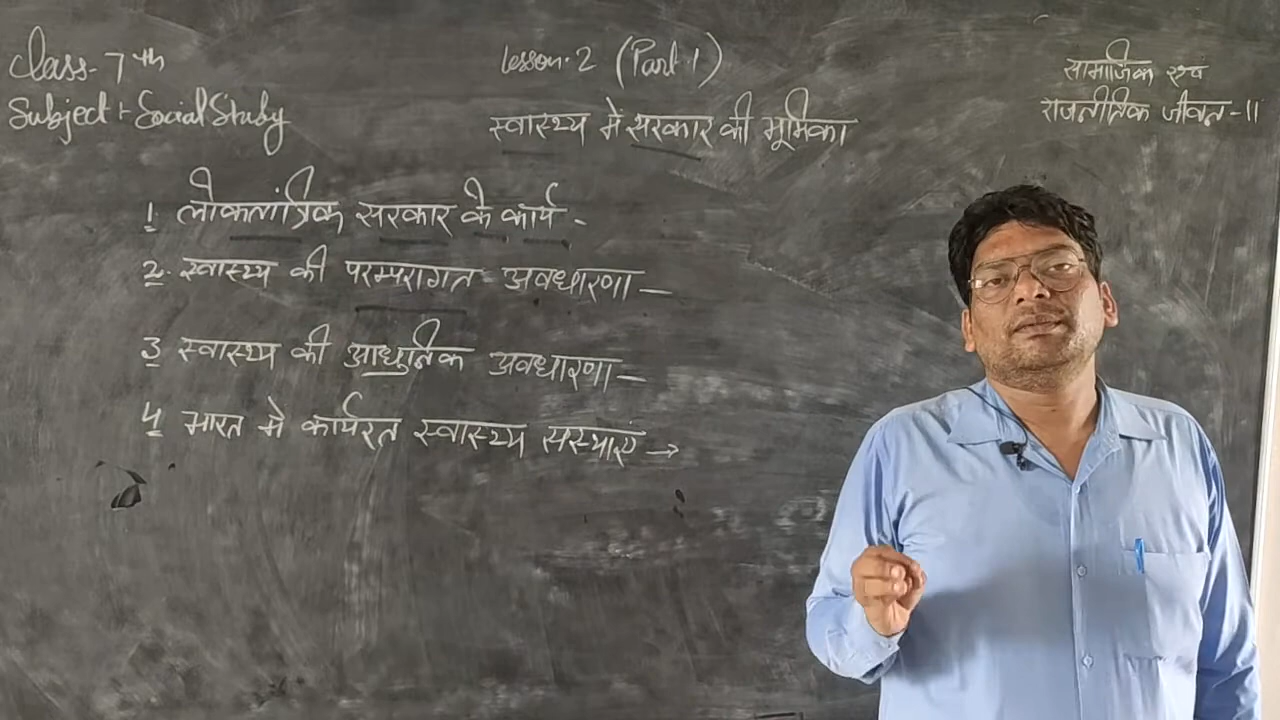 Class- 7th
Subject :- Social Study
Lesson-2 (Part-1)
स्वास्थ्य में सरकार की भूमिका
सामाजिक एवं
राजनीतिक जीवन-II
1. लोकतांत्रिक सरकार के कार्य -
2. स्वास्थ्य की परम्परागत अवधारणा —
3 स्वास्थ्य की आधुनिक अवधारणा —
4 भारत मे कार्यरत स्वास्थ्य संस्थाएं →